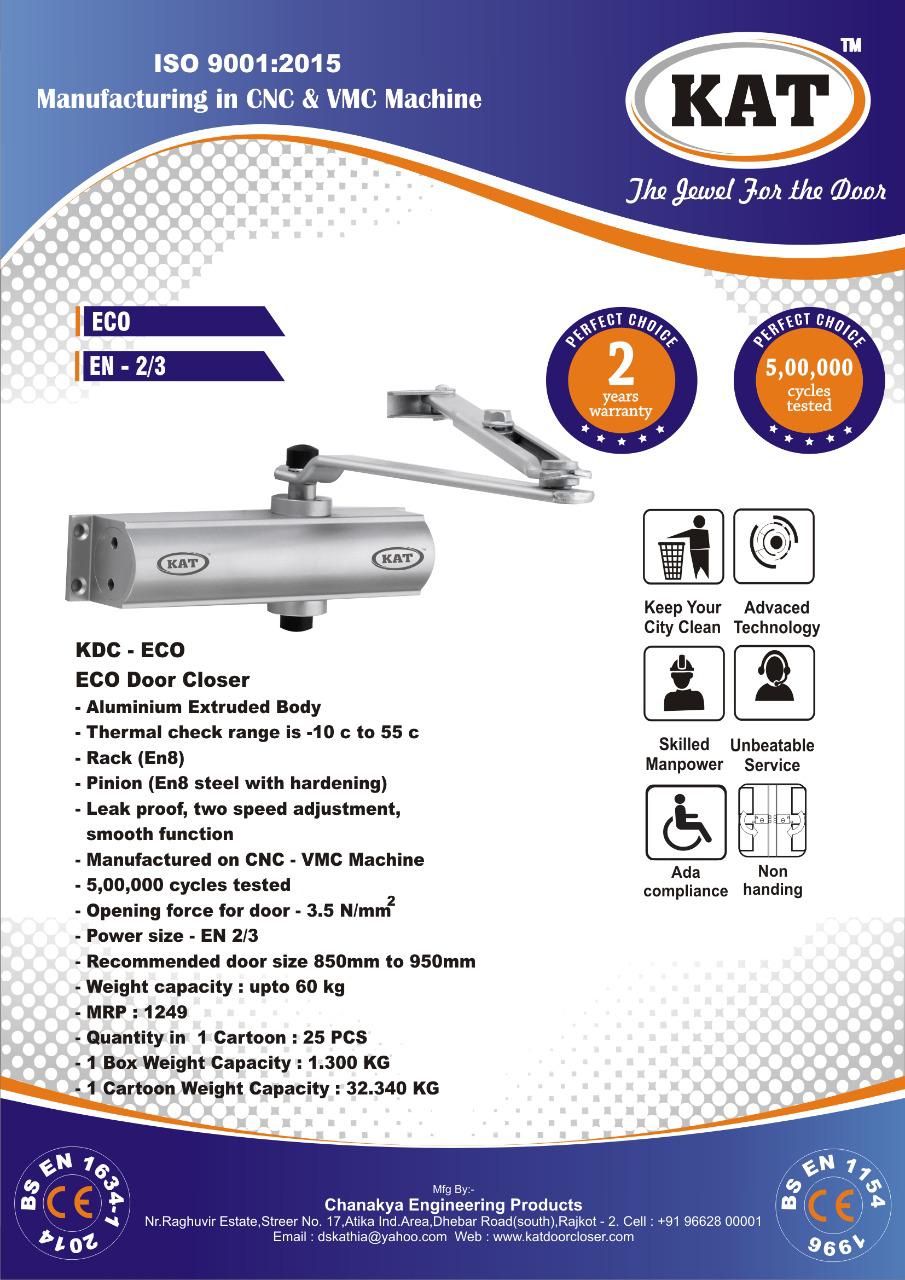 ISO 9001:2015
Manufacturing in CNC & VMC Machine
KAT
TM
The Jewel For the Door
ECO
EN - 2/3
PERFECT CHOICE
2
years
warranty
PERFECT CHOICE
5,00,000
cycles
tested
KAT
KAT
Keep Your
City Clean
Advaced
Technology
Skilled
Manpower
Unbeatable
Service
Ada
compliance
Non
handing
KDC - ECO
ECO Door Closer
- Aluminium Extruded Body
- Thermal check range is -10 c to 55 c
- Rack (En8)
- Pinion (En8 steel with hardening)
- Leak proof, two speed adjustment,
smooth function
- Manufactured on CNC - VMC Machine
- 5,00,000 cycles tested
- Opening force for door - 3.5 N/mm²
- Power size - EN 2/3
- Recommended door size 850mm to 950mm
- Weight capacity : upto 60 kg
- MRP : 1249
- Quantity in 1 Cartoon : 25 PCS
- 1 Box Weight Capacity : 1.300 KG
- 1 Cartoon Weight Capacity : 32.340 KG
BS EN 1634-1
CE
2014
Mfg By:-
Chanakya Engineering Products
Nr.Raghuvir Estate,Streer No. 17,Atika Ind.Area,Dhebar Road(south),Rajkot - 2. Cell : +91 96628 00001
Email : dskathia@yahoo.com Web : www.katdoorcloser.com
BS EN 1154
CE
1996